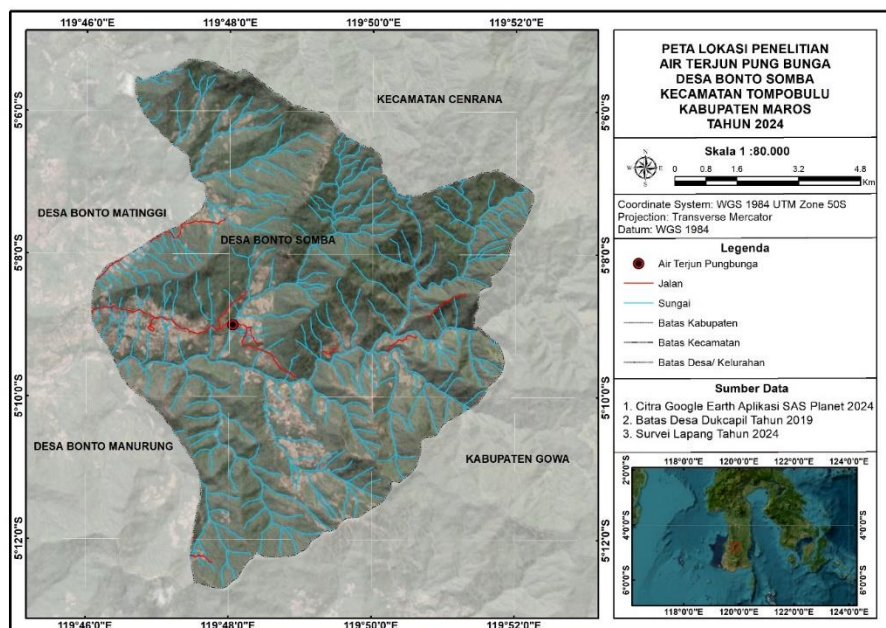 119°46'0"E 119°48'0"E 119°50'0"E 119°52'0"E
5°6'0"S
5°8'0"S
5°10'0"S
5°12'0"S
KECAMATAN CENRANA
DESA BONTO MATINGGI
DESA BONTO SOMBA
DESA BONTO MANURUNG
KABUPATEN GOWA
5°6'0"S
5°8'0"S
5°10'0"S
5°12'0"S
119°46'0"E 119°48'0"E 119°50'0"E 119°52'0"E
PETA LOKASI PENELITIAN
AIR TERJUN PUNG BUNGA
DESA BONTO SOMBA
KECAMATAN TOMPOBULU
KABUPATEN MAROS
TAHUN 2024
N
W E
S
Skala 1 :80.000
0 0.8 1.6 3.2 4.8
Km
Coordinate System: WGS 1984 UTM Zone 50S
Projection: Transverse Mercator
Datum: WGS 1984
Legenda
Air Terjun Pungbunga
Jalan
Sungai
Batas Kabupaten
Batas Kecamatan
Batas Desa/ Kelurahan
Sumber Data
1. Citra Google Earth Aplikasi SAS Planet 2024
2. Batas Desa Dukcapil Tahun 2019
3. Survei Lapang Tahun 2024
118°0'0"E 120°0'0"E 122°0'0"E 124°0'0"E
2°0'0"S
4°0'0"S
6°0'0"S
4°0'0"S
6°0'0"S
118°0'0"E 120°0'0"E 122°0'0"E 124°0'0"E